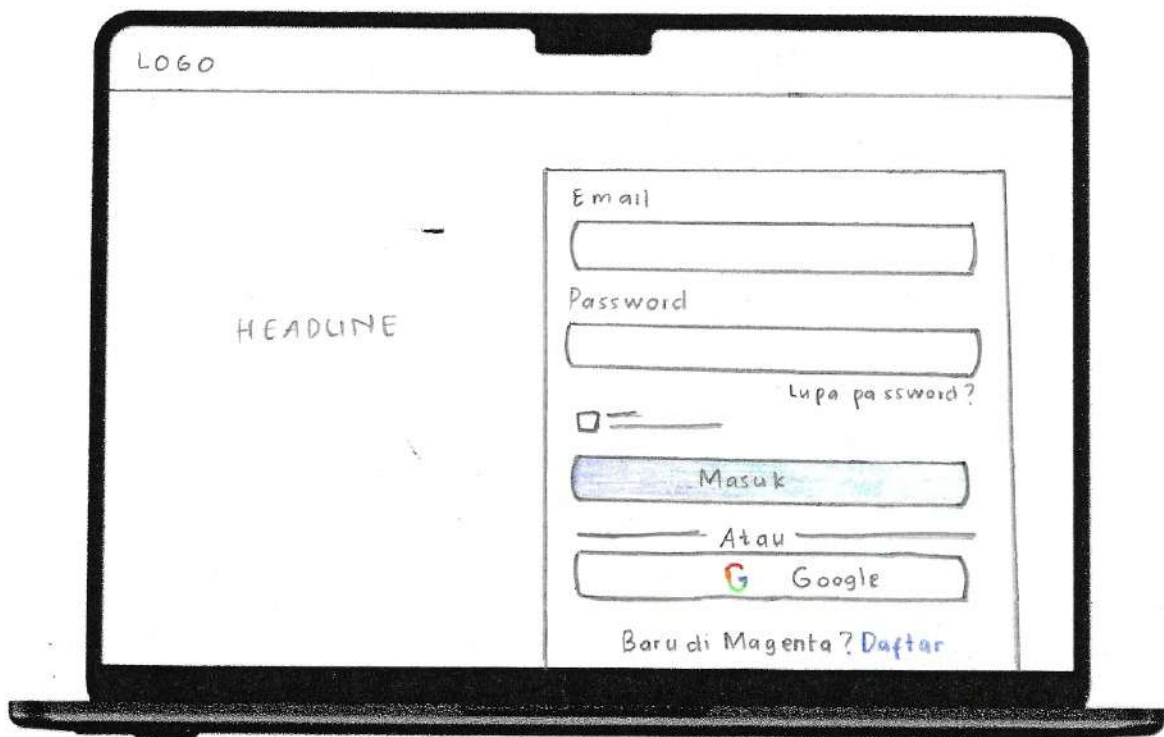 LOGO
HEADLINE
Email
Password
Lupa password?
Masuk
Atau
G Google
Baru di Magenta? Daftar